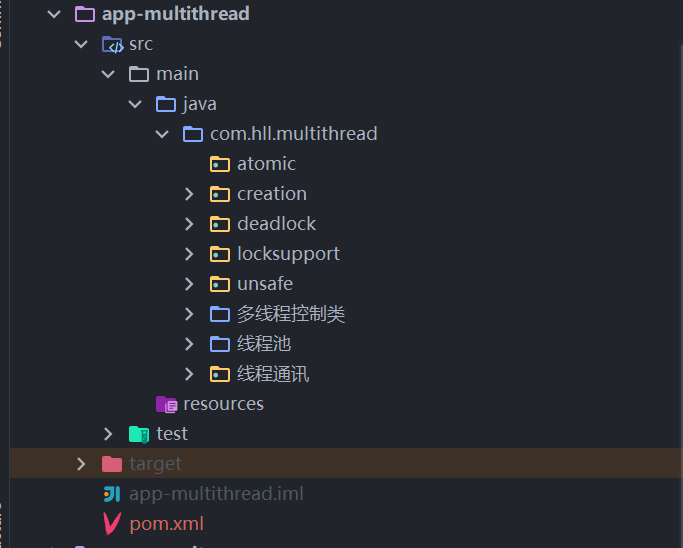 app-multithread
src
main
java
com.hll.multithread
atomic
creation
deadlock
locksupport
unsafe
多线程控制类
线程池
线程通讯
resources
test
target
app-multithread.iml
pom.xml